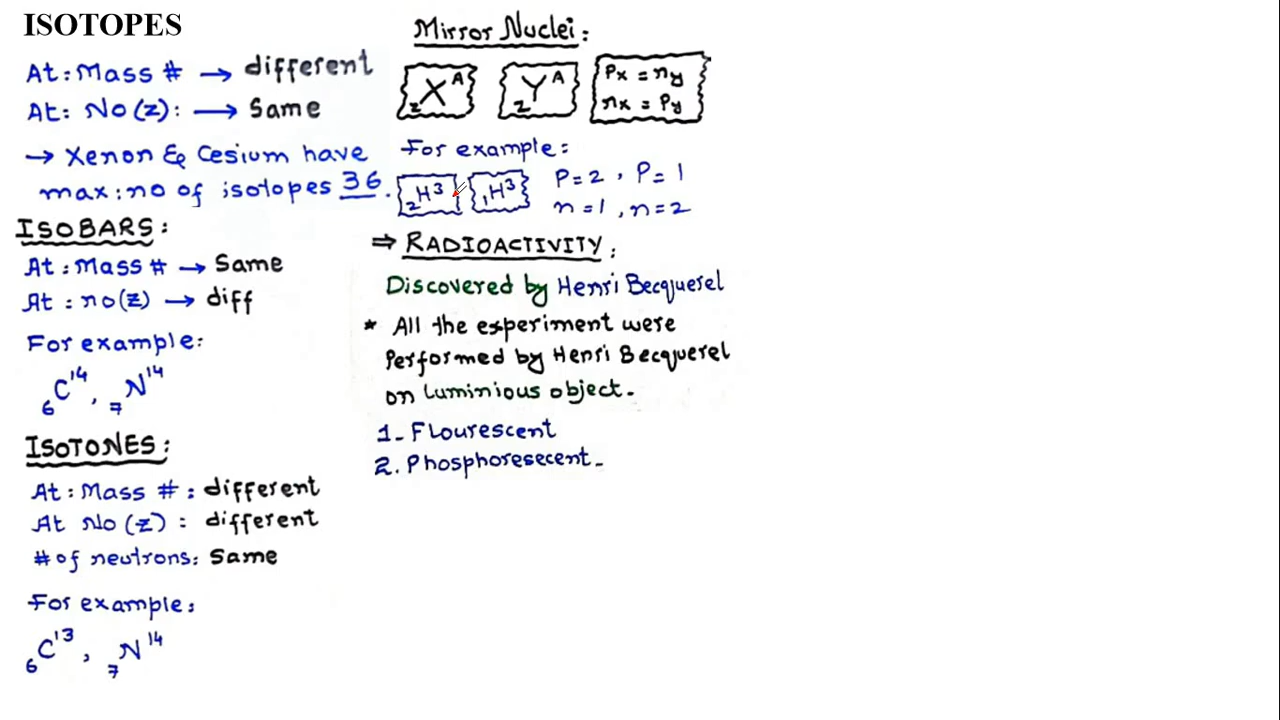 ISOTOPES
At: Mass # → different
At: No(z): → Same
→ Xenon & Cesium have
max: no of isotopes 36.
ISOBARS:
At: Mass # → Same
At: no(z) → diff
For example:
₆C¹⁴, ₇N¹⁴
ISOTONES:
At: Mass #: different
At No(z): different
# of neutrons: Same
For example:
₆C¹³, ₇N¹⁴
Mirror Nuclei:
zXᴬ zYᴬ Px = ny
nx = Py
For example:
₂H³ ₁H³ P=2, P=1
n=1, n=2
⇒ RADIOACTIVITY:
Discovered by Henri Becquerel
* All the experiment were
Performed by Henri Becquerel
on Luminious object.
1. Flourescent
2. Phosphoresecent.